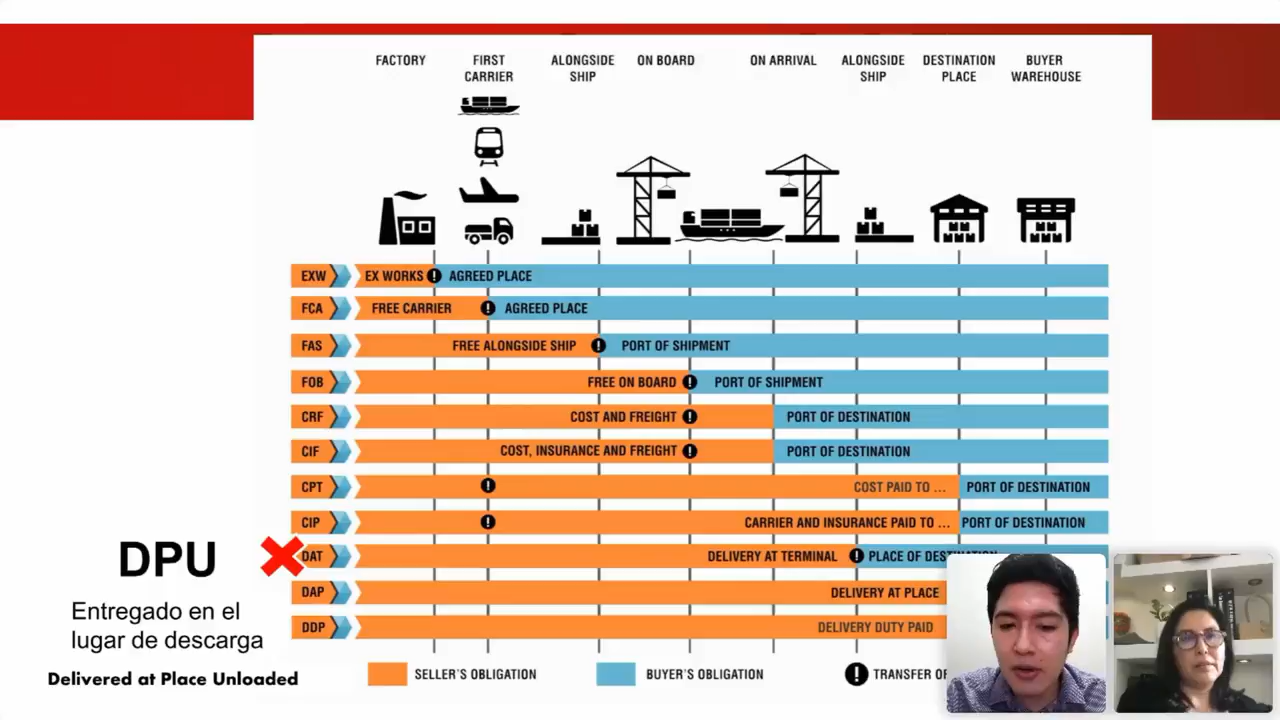 FACTORY
FIRST
CARRIER
ALONGSIDE
SHIP
ON BOARD
ON ARRIVAL
ALONGSIDE
SHIP
DESTINATION
PLACE
BUYER
WAREHOUSE
EXW EX WORKS AGREED PLACE
FCA FREE CARRIER AGREED PLACE
FAS FREE ALONGSIDE SHIP PORT OF SHIPMENT
FOB FREE ON BOARD PORT OF SHIPMENT
CRF COST AND FREIGHT PORT OF DESTINATION
CIF COST, INSURANCE AND FREIGHT PORT OF DESTINATION
CPT COST PAID TO ... PORT OF DESTINATION
CIP CARRIER AND INSURANCE PAID TO ... PORT OF DESTINATION
DAT DELIVERY AT TERMINAL PLACE OF DESTINATION
DAP DELIVERY AT PLACE
DDP DELIVERY DUTY PAID
SELLER'S OBLIGATION BUYER'S OBLIGATION TRANSFER OF
DPU
Entregado en el
lugar de descarga
Delivered at Place Unloaded